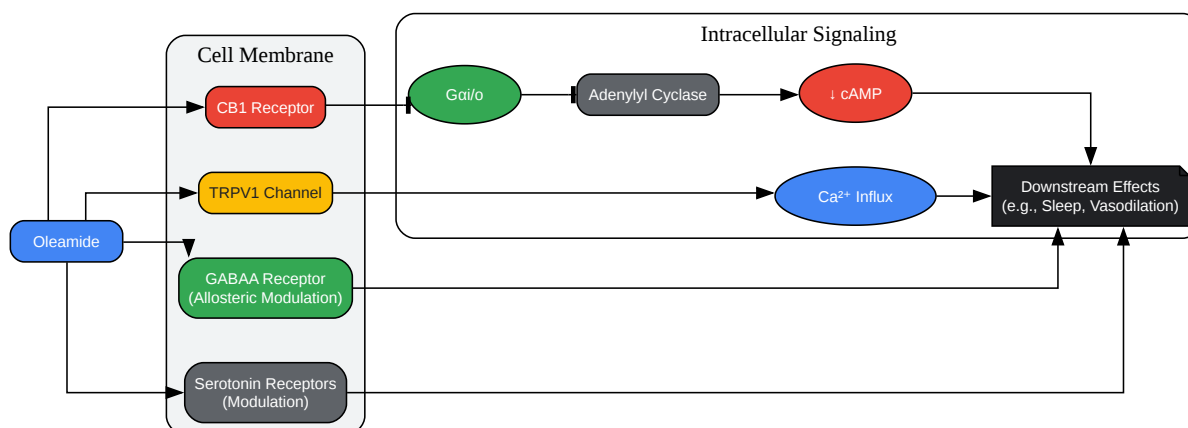 Intracellular Signaling
Cell Membrane
CB1 Receptor
Gαi/o
Adenylyl Cyclase
↓ cAMP
TRPV1 Channel
Ca²⁺ Influx
Downstream Effects
(e.g., Sleep, Vasodilation)
Oleamide
GABAA Receptor
(Allosteric Modulation)
Serotonin Receptors
(Modulation)